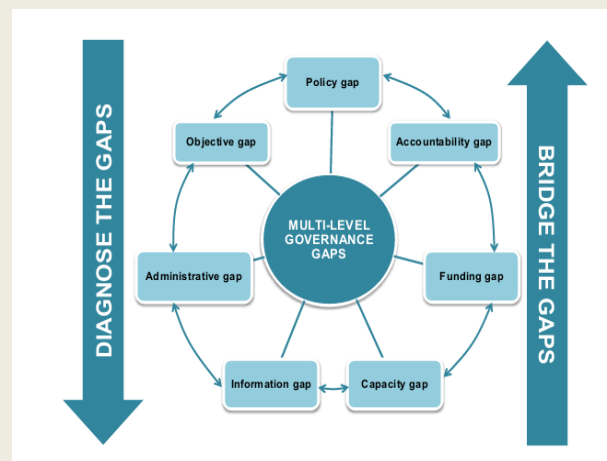 DIAGNOSE THE GAPS
Policy gap
Objective gap
Accountability gap
MULTI-LEVEL
GOVERNANCE
GAPS
Administrative gap
Funding gap
Information gap
Capacity gap
BRIDGE THE GAPS